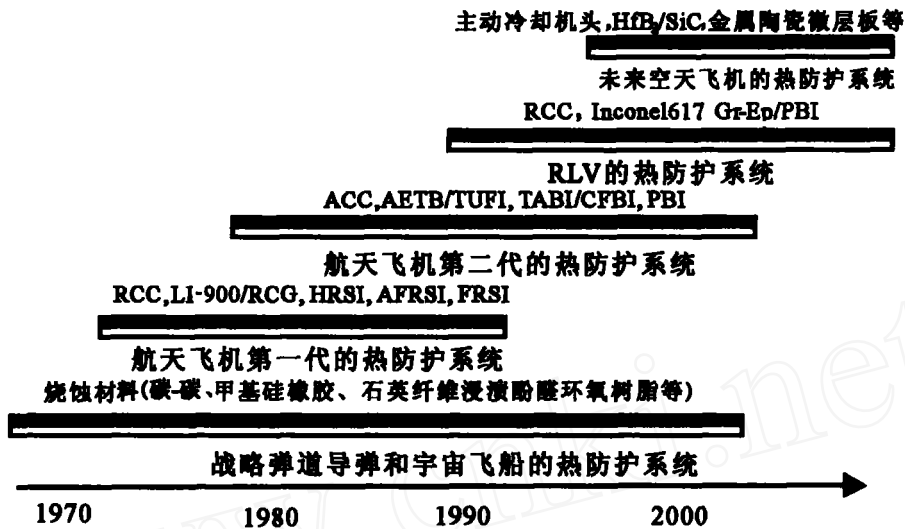 主动冷却机头,HfB₂/SiC,金属陶瓷微层板等
未来空天飞机的热防护系统
RCC, Inconel617 Gr-Ep/PBI
RLV的热防护系统
ACC,AETB/TUFI,TABI/CFBI,PBI
航天飞机第二代的热防护系统
RCC,LI-900/RCG,HRSI,AFRSI,FRSI
航天飞机第一代的热防护系统
烧蚀材料(碳-碳、甲基硅橡胶、石英纤维浸渍酚醛环氧树脂等)
战略弹道导弹和宇宙飞船的热防护系统
1970 1980 1990 2000